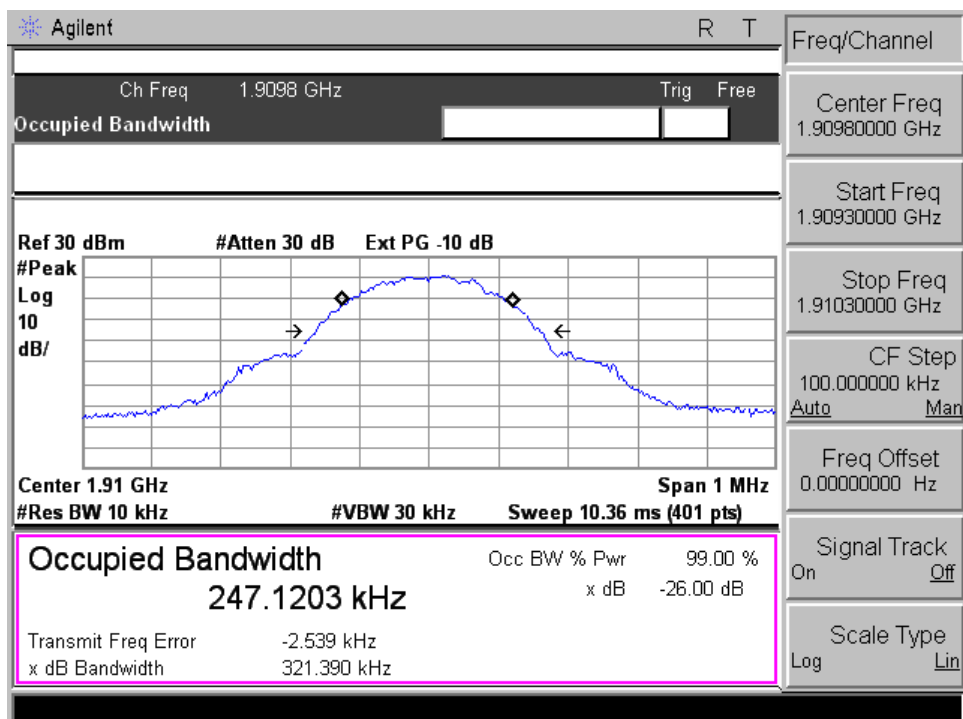 Agilent R T
Ch Freq 1.9098 GHz Trig Free
Occupied Bandwidth
Ref 30 dBm #Atten 30 dB Ext PG -10 dB
#Peak
Log
10
dB/
Center 1.91 GHz Span 1 MHz
#Res BW 10 kHz #VBW 30 kHz Sweep 10.36 ms (401 pts)
Occupied Bandwidth
247.1203 kHz
Occ BW % Pwr 99.00 %
x dB -26.00 dB
Transmit Freq Error -2.539 kHz
x dB Bandwidth 321.390 kHz
Freq/Channel
Center Freq
1.90980000 GHz
Start Freq
1.90930000 GHz
Stop Freq
1.91030000 GHz
CF Step
100.000000 kHz
Auto Man
Freq Offset
0.00000000 Hz
Signal Track
On Off
Scale Type
Log Lin